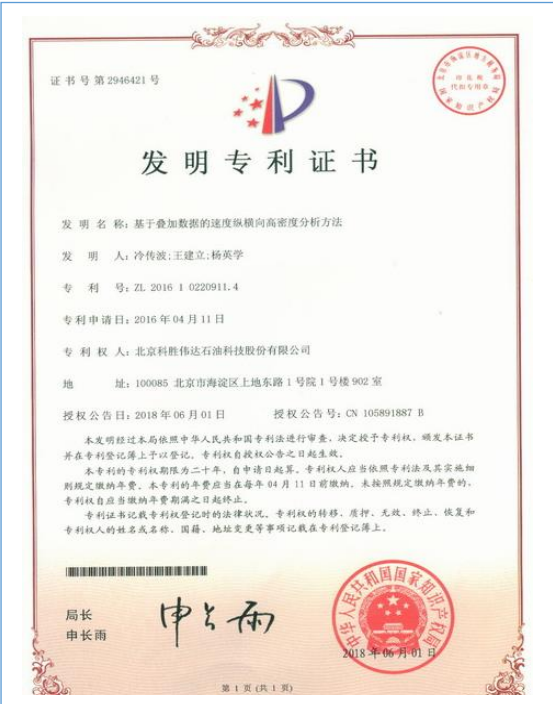 证书号第2946421号
发明专利证书
发明名称：基于叠加数据的速度纵横向高密度分析方法
发明人：冷传波;王建立;杨英学
专利号：ZL 2016 1 0220911.4
专利申请日：2016年04月11日
专利权人：北京科胜伟达石油科技股份有限公司
地址：100085 北京市海淀区上地东路1号院1号楼902室
授权公告日：2018年06月01日 授权公告号：CN 105891887 B
本发明经过本局依照中华人民共和国专利法进行审查，决定授予专利权，颁发本证书
并在专利登记簿上予以登记。专利权自授权公告之日起生效。
本专利的专利权期限为二十年，自申请日起算。专利权人应当依照专利法及其实施细
则规定缴纳年费。本专利的年费应当在每年04月11日前缴纳。未按照规定缴纳年费的，
专利权自应当缴纳年费期满之日起终止。
专利证书记载专利权登记时的法律状况。专利权的转移、质押、无效、终止、恢复和
专利权人的姓名或名称、国籍、地址变更等事项记载在专利登记簿上。
局长
申长雨
申长雨
中华人民共和国国家知识产权局
2018年06月01日
第1页(共1页)